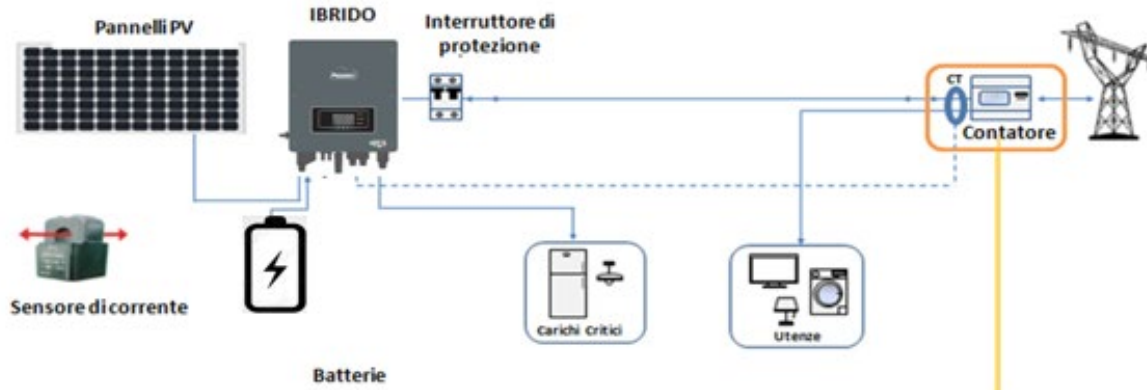 Pannelli PV
IBRIDO
Interruttore di
protezione
CT
Contatore
Sensore di corrente
Carichi Critici
Utenze
Batterie